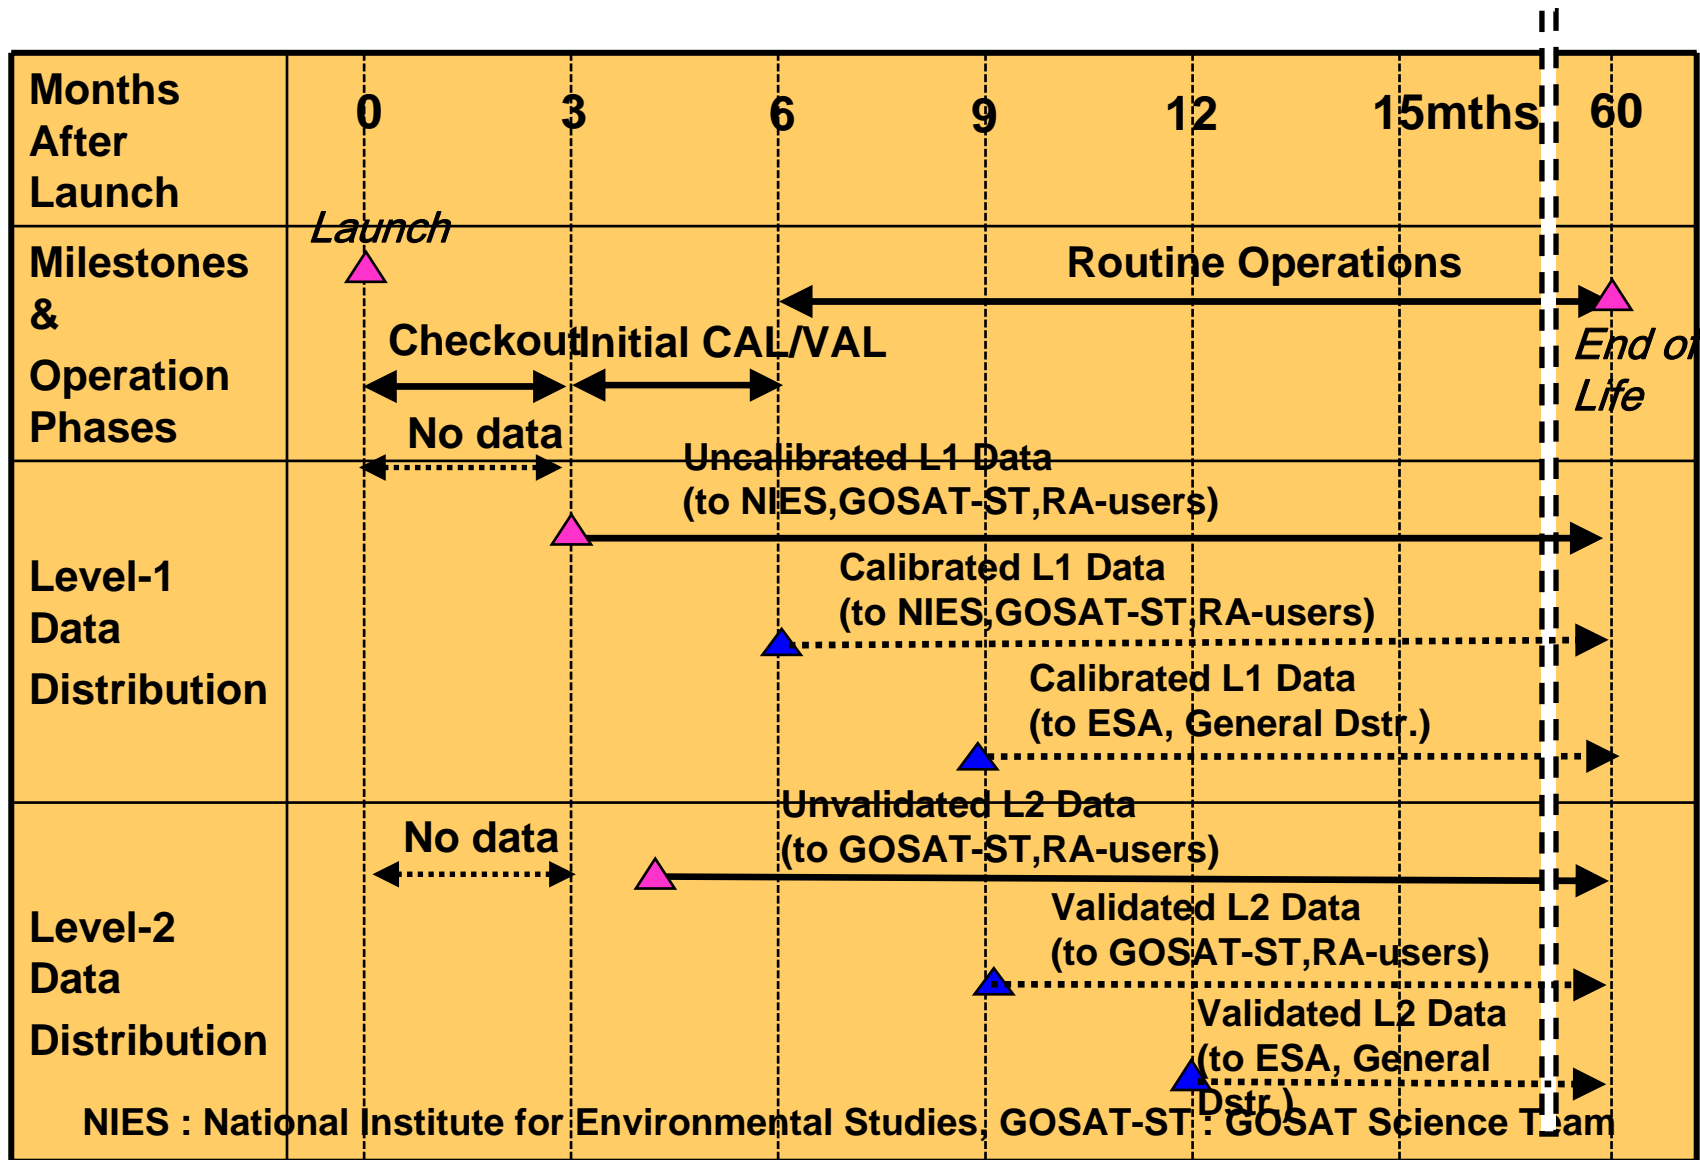 Months
After
Launch
0
3
6
9
12
15mths
60
Milestones
&
Operation
Phases
Launch
Routine Operations
Checkout
Initial CAL/VAL
End of
Life
No data
Level-1
Data
Distribution
Uncalibrated L1 Data
(to NIES,GOSAT-ST,RA-users)
Calibrated L1 Data
(to NIES,GOSAT-ST,RA-users)
Calibrated L1 Data
(to ESA, General Dstr.)
Level-2
Data
Distribution
No data
Unvalidated L2 Data
(to GOSAT-ST,RA-users)
Validated L2 Data
(to GOSAT-ST,RA-users)
Validated L2 Data
(to ESA, General
Dstr.)
NIES : National Institute for Environmental Studies, GOSAT-ST : GOSAT Science Team